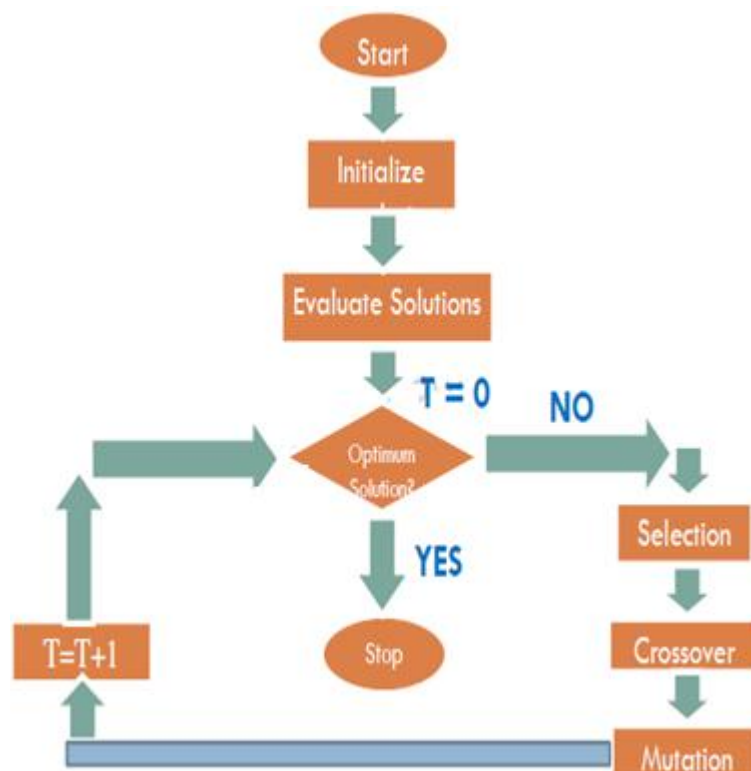 Start
Initialize
Evaluate Solutions
T = 0
NO
Optimum
Solution?
Selection
YES
Crossover
T=T+1
Stop
Mutation